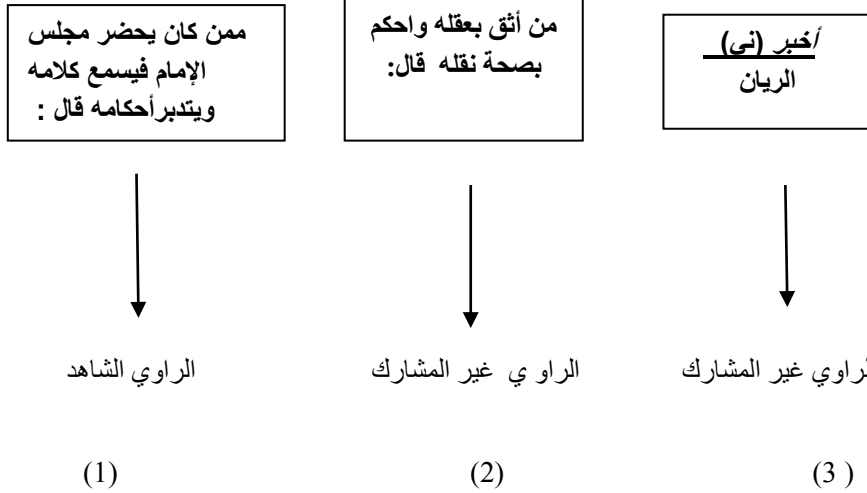 أخبر (ني)
الريان
من أثق بعقله واحكم
بصحة نقله قال:
ممن كان يحضر مجلس
الإمام فيسمع كلامه
ويتدبرأحكامه قال :
الراوي غير المشارك
الراو ي غير المشارك
الراوي الشاهد
(3 )
(2)
(1)